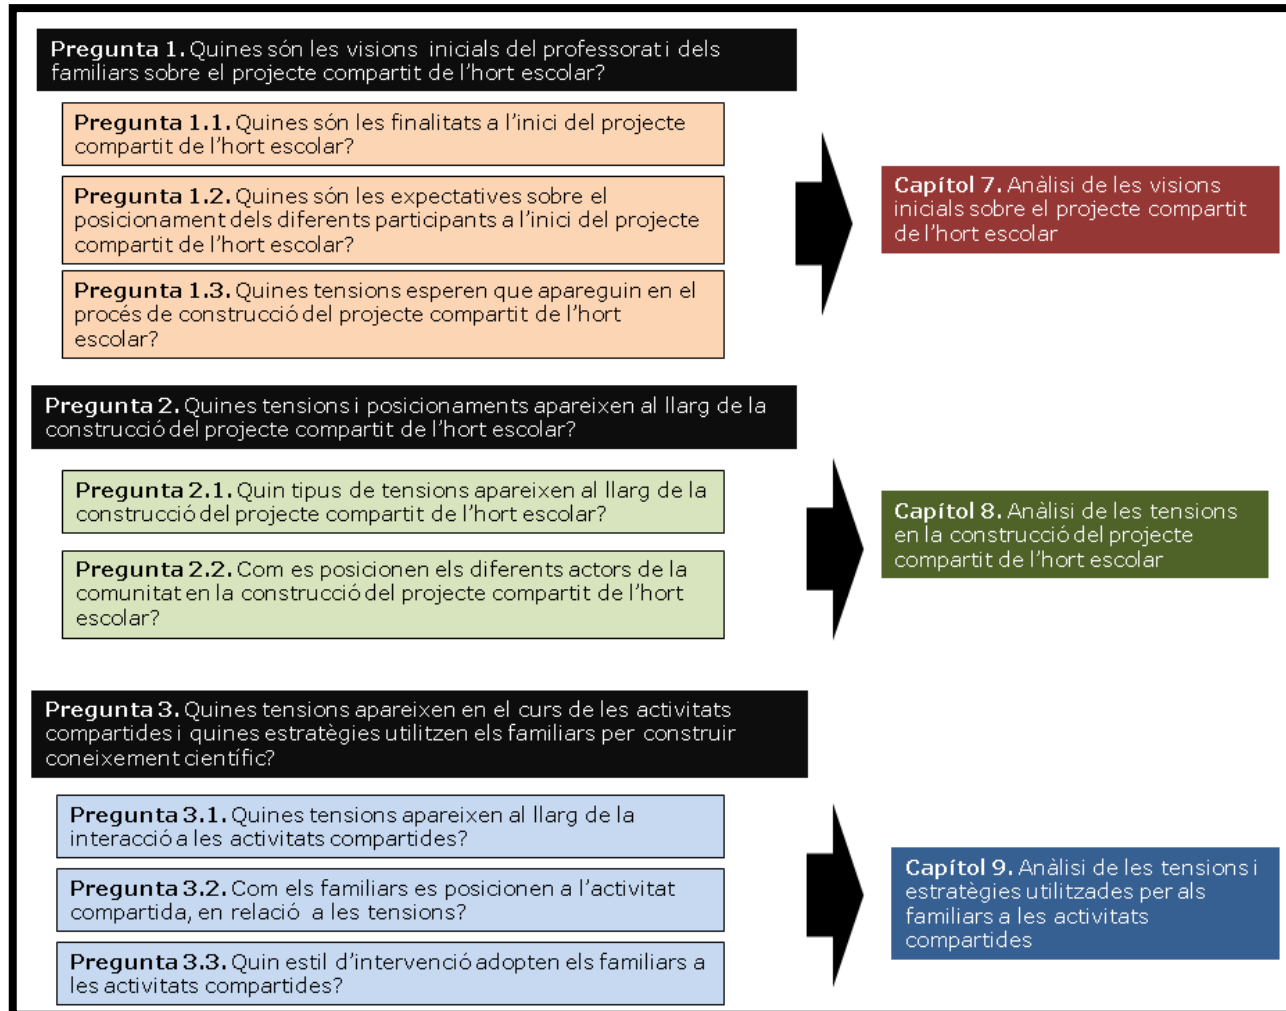 Pregunta 1. Quines són les visions inicials del professorat i dels
familiars sobre el projecte compartit de l'hort escolar?
Pregunta 1.1. Quines són les finalitats a l'inici del projecte
compartit de l'hort escolar?
Pregunta 1.2. Quines són les expectatives sobre el
posicionament dels diferents participants a l'inici del projecte
compartit de l'hort escolar?
Pregunta 1.3. Quines tensions esperen que apareguin en el
procés de construcció del projecte compartit de l'hort
escolar?
Capítol 7. Anàlisi de les visions
inicials sobre el projecte compartit
de l'hort escolar
Pregunta 2. Quines tensions i posicionaments apareixen al llarg de la
construcció del projecte compartit de l'hort escolar?
Pregunta 2.1. Quin tipus de tensions apareixen al llarg de la
construcció del projecte compartit de l'hort escolar?
Pregunta 2.2. Com es posicionen els diferents actors de la
comunitat en la construcció del projecte compartit de l'hort
escolar?
Capítol 8. Anàlisi de les tensions
en la construcció del projecte
compartit de l'hort escolar
Pregunta 3. Quines tensions apareixen en el curs de les activitats
compartides i quines estratègies utilitzen els familiars per construir
coneixement científic?
Pregunta 3.1. Quines tensions apareixen al llarg de la
interacció a les activitats compartides?
Pregunta 3.2. Com els familiars es posicionen a l'activitat
compartida, en relació a les tensions?
Pregunta 3.3. Quin estil d'intervenció adopten els familiars a
les activitats compartides?
Capítol 9. Anàlisi de les tensions i
estratègies utilitzades per als
familiars a les activitats
compartides